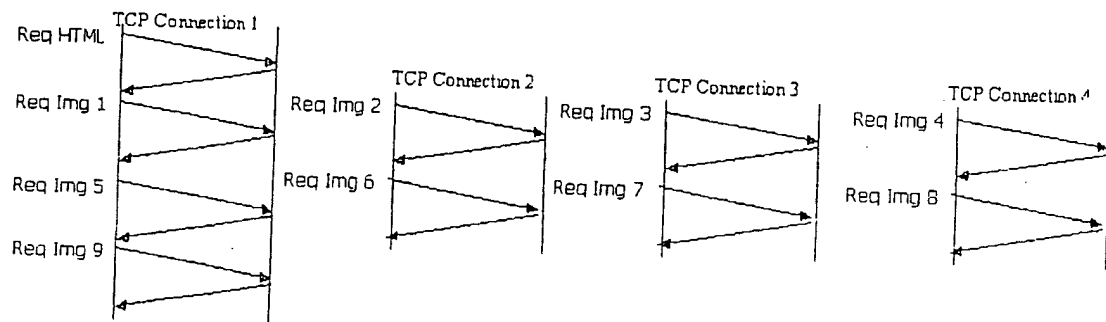 TCP Connection 1
Req HTML
Req Img 1
Req Img 5
Req Img 9
TCP Connection 2
Req Img 2
Req Img 6
TCP Connection 3
Req Img 3
Req Img 7
TCP Connection 4
Req Img 4
Req Img 8